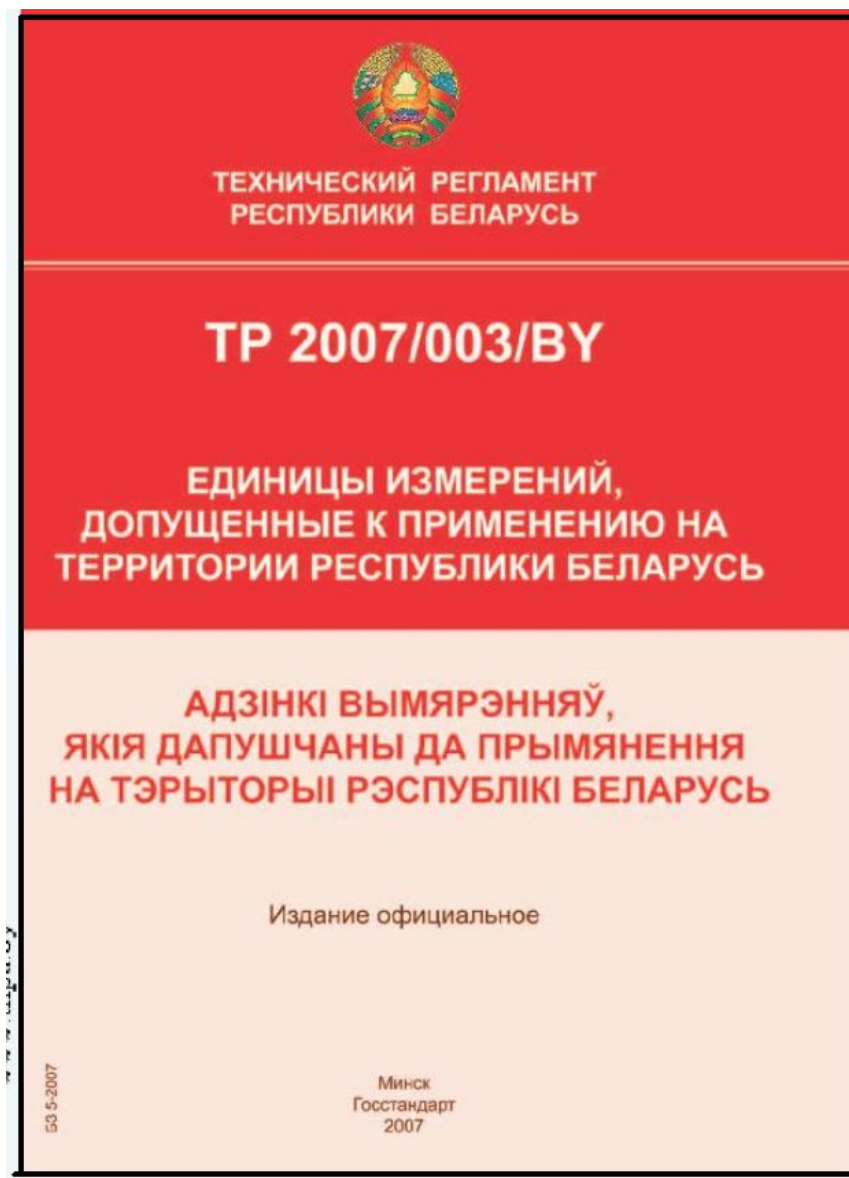 ТЕХНИЧЕСКИЙ РЕГЛАМЕНТ
РЕСПУБЛИКИ БЕЛАРУСЬ
ТР 2007/003/BY
ЕДИНИЦЫ ИЗМЕРЕНИЙ,
ДОПУЩЕННЫЕ К ПРИМЕНЕНИЮ НА
ТЕРРИТОРИИ РЕСПУБЛИКИ БЕЛАРУСЬ
АДЗІНКІ ВЫМЯРЭННЯЎ,
ЯКІЯ ДАПУШЧАНЫ ДА ПРЫМЯНЕННЯ
НА ТЭРЫТОРЫІ РЭСПУБЛІКІ БЕЛАРУСЬ
Издание официальное
БЗ 5-2007
Минск
Госстандарт
2007